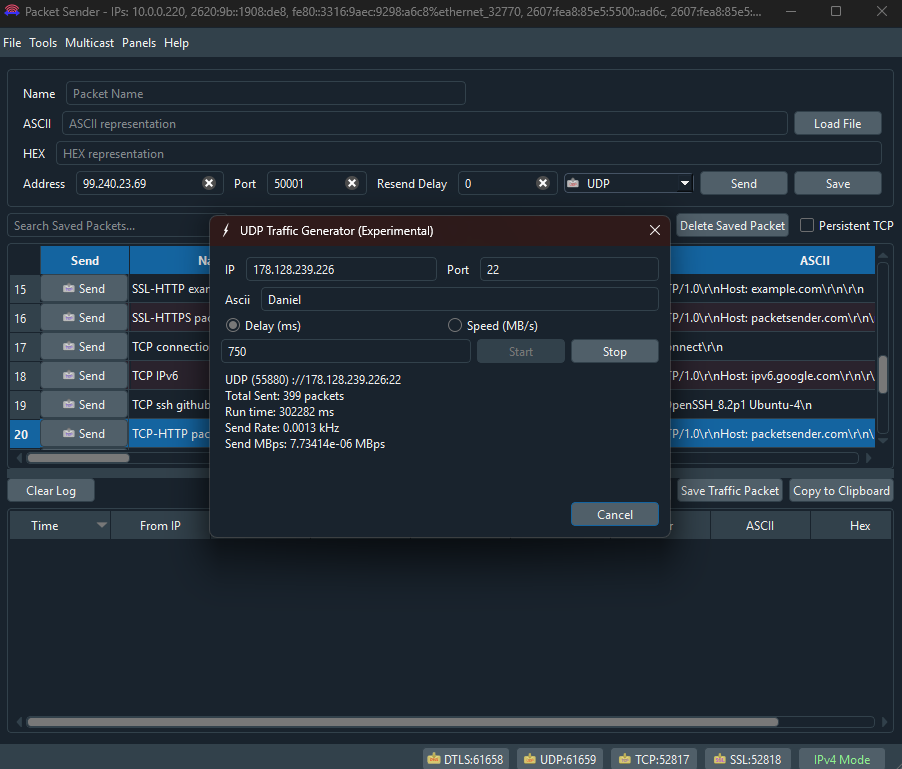 Packet Sender - IPs: 10.0.0.220, 2620:9b::1908:de8, fe80::3316:9aec:9298:a6c8%ethernet_32770, 2607:fea8:85e5:5500::ad6c, 2607:fea8:85e5:...
File Tools Multicast Panels Help
Name Packet Name
ASCII ASCII representation Load File
HEX HEX representation
Address 99.240.23.69 Port 50001 Resend Delay 0 UDP Send Save
Search Saved Packets... Delete Saved Packet Persistent TCP
Send Na ASCII
15 Send SSL-HTTP exar TP/1.0\r\nHost: example.com\r\n\r\n
16 Send SSL-HTTPS pac TP/1.0\r\nHost: packetsender.com\r\n\
17 Send TCP connectio nnect\r\n
18 Send TCP IPv6 TP/1.0\r\nHost: ipv6.google.com\r\n\
19 Send TCP ssh github penSSH_8.2p1 Ubuntu-4\n
20 Send TCP-HTTP pac TP/1.0\r\nHost: packetsender.com\r\n\
UDP Traffic Generator (Experimental)
IP 178.128.239.226 Port 22
Ascii Daniel
Delay (ms) Speed (MB/s)
750 Start Stop
UDP (55880) ://178.128.239.226:22
Total Sent: 399 packets
Run time: 302282 ms
Send Rate: 0.0013 kHz
Send MBps: 7.73414e-06 MBps
Cancel
Clear Log Save Traffic Packet Copy to Clipboard
Time From IP r ASCII Hex
DTLS:61658 UDP:61659 TCP:52817 SSL:52818 IPv4 Mode